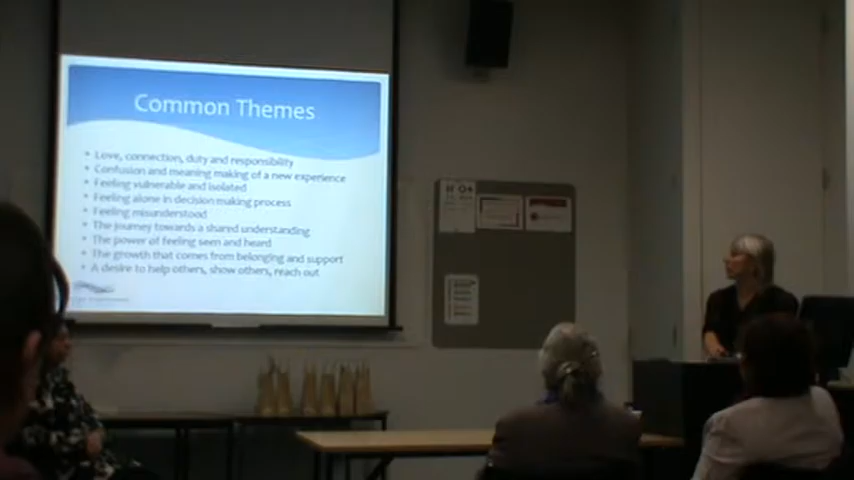 Common Themes
• Love, connection, duty and responsibility
• Confusion and meaning making of a new experience
• Feeling vulnerable and isolated
• Feeling alone in decision making process
• Feeling misunderstood
• The journey towards a shared understanding
• The power of feeling seen and heard
• The growth that comes from belonging and support
• A desire to help others, show others, reach out